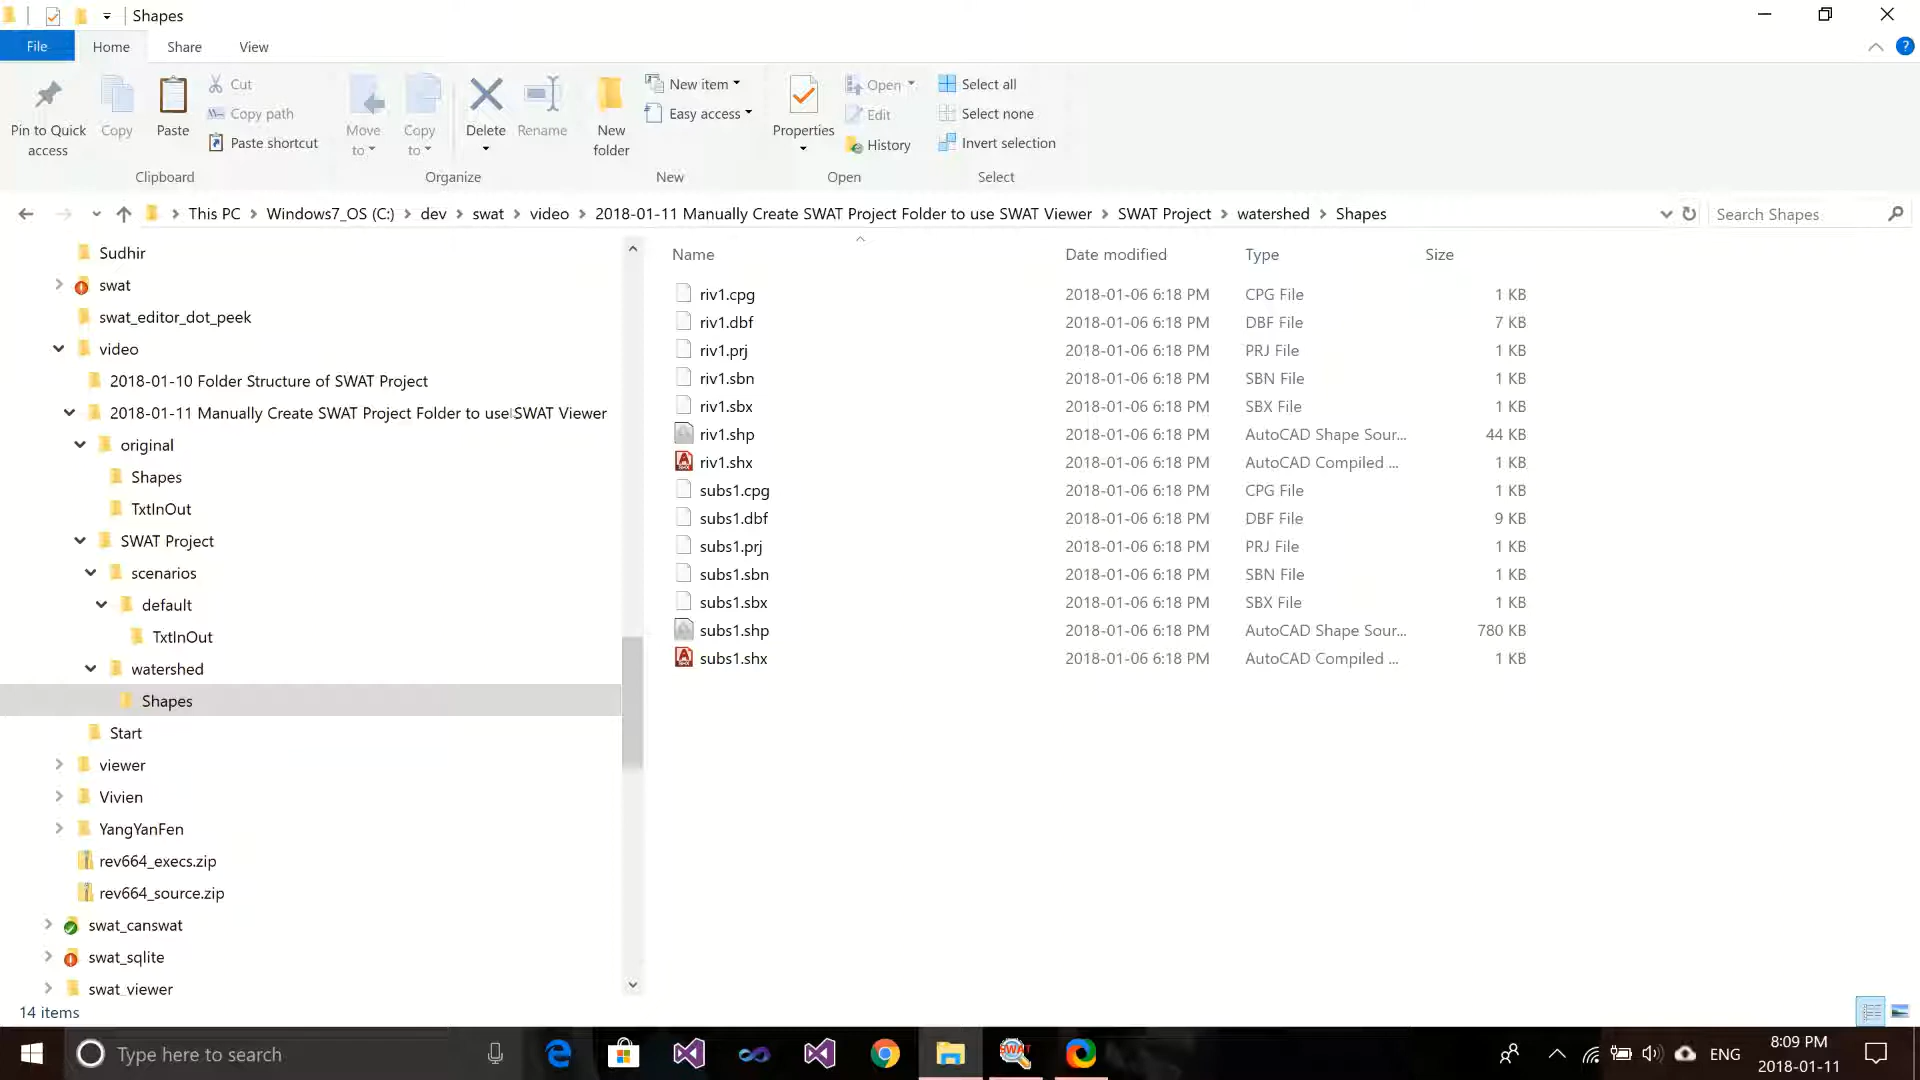 Shapes
File Home Share View
Pin to Quick access
Copy
Paste
Cut
Copy path
Paste shortcut
Clipboard
Move to
Copy to
Delete
Rename
Organize
New folder
New item
Easy access
New
Properties
Open
Edit
History
Open
Select all
Select none
Invert selection
Select
This PC Windows7_OS (C:) dev swat video 2018-01-11 Manually Create SWAT Project Folder to use SWAT Viewer SWAT Project watershed Shapes
Search Shapes
Sudhir
swat
swat_editor_dot_peek
video
2018-01-10 Folder Structure of SWAT Project
2018-01-11 Manually Create SWAT Project Folder to use SWAT Viewer
original
Shapes
TxtInOut
SWAT Project
scenarios
default
TxtInOut
watershed
Shapes
Start
viewer
Vivien
YangYanFen
rev664_execs.zip
rev664_source.zip
swat_canswat
swat_sqlite
swat_viewer
Name Date modified Type Size
riv1.cpg 2018-01-06 6:18 PM CPG File 1 KB
riv1.dbf 2018-01-06 6:18 PM DBF File 7 KB
riv1.prj 2018-01-06 6:18 PM PRJ File 1 KB
riv1.sbn 2018-01-06 6:18 PM SBN File 1 KB
riv1.sbx 2018-01-06 6:18 PM SBX File 1 KB
riv1.shp 2018-01-06 6:18 PM AutoCAD Shape Sour... 44 KB
riv1.shx 2018-01-06 6:18 PM AutoCAD Compiled ... 1 KB
subs1.cpg 2018-01-06 6:18 PM CPG File 1 KB
subs1.dbf 2018-01-06 6:18 PM DBF File 9 KB
subs1.prj 2018-01-06 6:18 PM PRJ File 1 KB
subs1.sbn 2018-01-06 6:18 PM SBN File 1 KB
subs1.sbx 2018-01-06 6:18 PM SBX File 1 KB
subs1.shp 2018-01-06 6:18 PM AutoCAD Shape Sour... 780 KB
subs1.shx 2018-01-06 6:18 PM AutoCAD Compiled ... 1 KB
14 items
Type here to search
SWAT
ENG
8:09 PM
2018-01-11